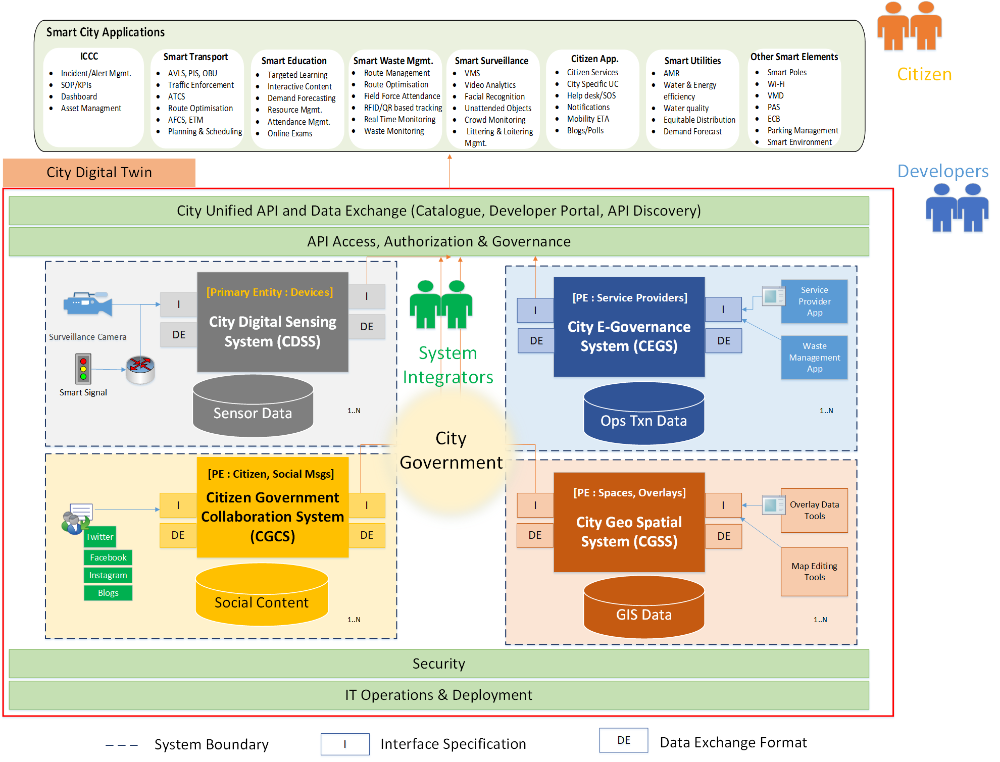 Smart City Applications
ICCC
• Incident/Alert Mgmt.
• SOP/KPIs
• Dashboard
• Asset Managment
Smart Transport
• AVLS, PIS, OBU
• Traffic Enforcement
• ATCS
• Route Optimisation
• AFCS, ETM
• Planning & Scheduling
Smart Education
• Targeted Learning
• Interactive Content
• Demand Forecasting
• Resource Mgmt.
• Attendance Mgmt.
• Online Exams
Smart Waste Mgmt.
• Route Management
• Route Optimisation
• Field Force Attendance
• RFID/QR based tracking
• Real Time Monitoring
• Waste Monitoring
Smart Surveillance
• VMS
• Video Analytics
• Facial Recognition
• Unattended Objects
• Crowd Monitoring
• Littering & Loitering
Mgmt.
Citizen App.
• Citizen Services
• City Specific UC
• Help desk/SOS
• Notifications
• Mobility ETA
• Blogs/Polls
Smart Utilities
• AMR
• Water & Energy
efficiency
• Water quality
• Equitable Distribution
• Demand Forecast
Other Smart Elements
• Smart Poles
• Wi-Fi
• VMD
• PAS
• ECB
• Parking Management
• Smart Environment
Citizen
Developers
City Digital Twin
City Unified API and Data Exchange (Catalogue, Developer Portal, API Discovery)
API Access, Authorization & Governance
Surveillance Camera
Smart Signal
I
DE
[Primary Entity : Devices]
City Digital Sensing
System (CDSS)
I
DE
Sensor Data
1..N
System
Integrators
City
Government
I
DE
[PE : Service Providers]
City E-Governance
System (CEGS)
I
DE
Service
Provider
App
Waste
Management
App
Ops Txn Data
1..N
Twitter
Facebook
Instagram
Blogs
I
DE
[PE : Citizen, Social Msgs]
Citizen Government
Collaboration System
(CGCS)
I
DE
Social Content
1..N
I
DE
[PE : Spaces, Overlays]
City Geo Spatial
System (CGSS)
I
DE
Overlay Data
Tools
Map Editing
Tools
GIS Data
1..N
Security
IT Operations & Deployment
System Boundary
I
Interface Specification
DE
Data Exchange Format